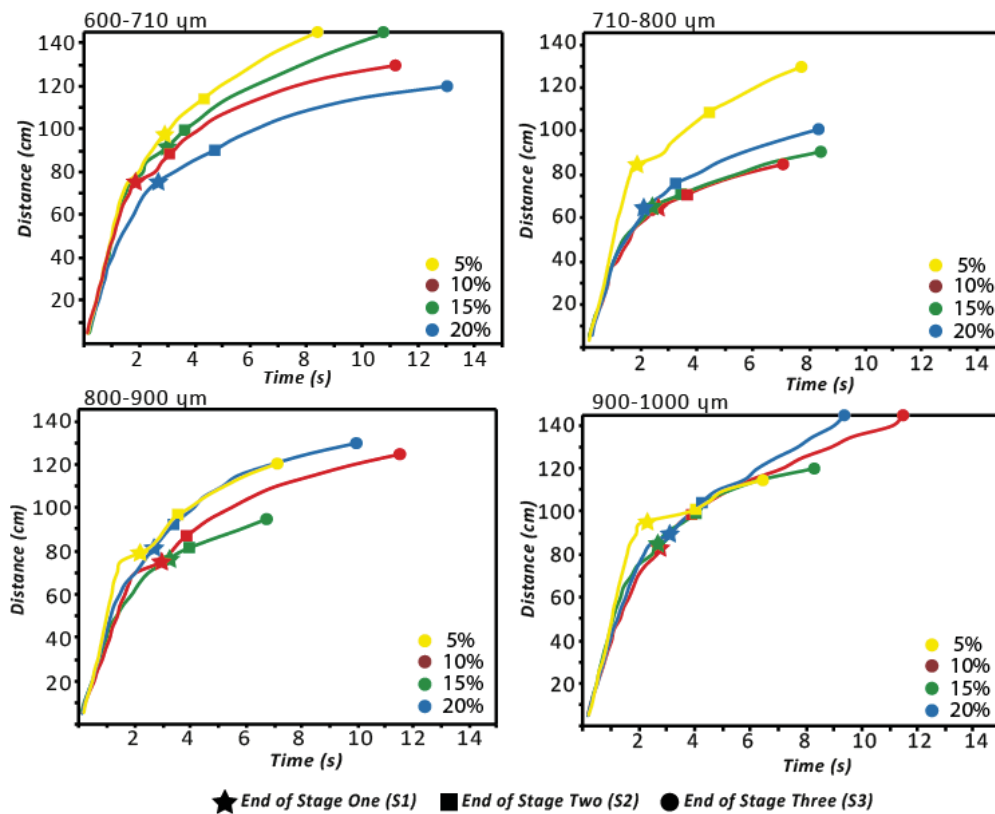 600-710 µm
140
120
100
80
60
40
20
Distance (cm)
2 4 6 8 10 12 14
Time (s)
5%
10%
15%
20%
710-800 µm
140
120
100
80
60
40
20
Distance (cm)
2 4 6 8 10 12 14
Time (s)
5%
10%
15%
20%
800-900 µm
140
120
100
80
60
40
20
Distance (cm)
2 4 6 8 10 12 14
Time (s)
5%
10%
15%
20%
900-1000 µm
140
120
100
80
60
40
20
Distance (cm)
2 4 6 8 10 12 14
Time (s)
5%
10%
15%
20%
End of Stage One (S1) End of Stage Two (S2) End of Stage Three (S3)